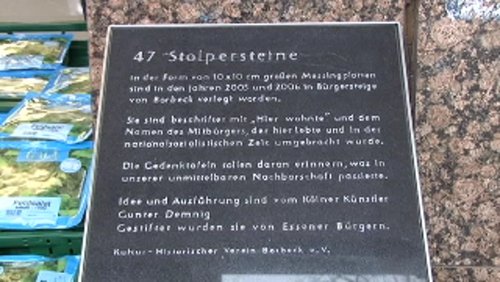 47 Stolpersteine
in der Form von 10x10 cm großen Messingplatten
sind in den Jahren 2005 und 2006 in Bürgersteige
von Borbeck verlegt worden.
Sie sind beschriftet mit „Hier wohnte" und dem
Namen des Mitbürgers, der hier lebte und in der
nationalsozialistischen Zeit umgebracht wurde.
Die Gedenktafeln sollen daran erinnern, was in
unserer unmittelbaren Nachbarschaft passierte.
Idee und Ausführung sind vom Kölner Künstler
Gunter Demnig
Gestiftet wurden sie von Essener Bürgern.
Kultur-Historischer Verein Borbeck e.V.